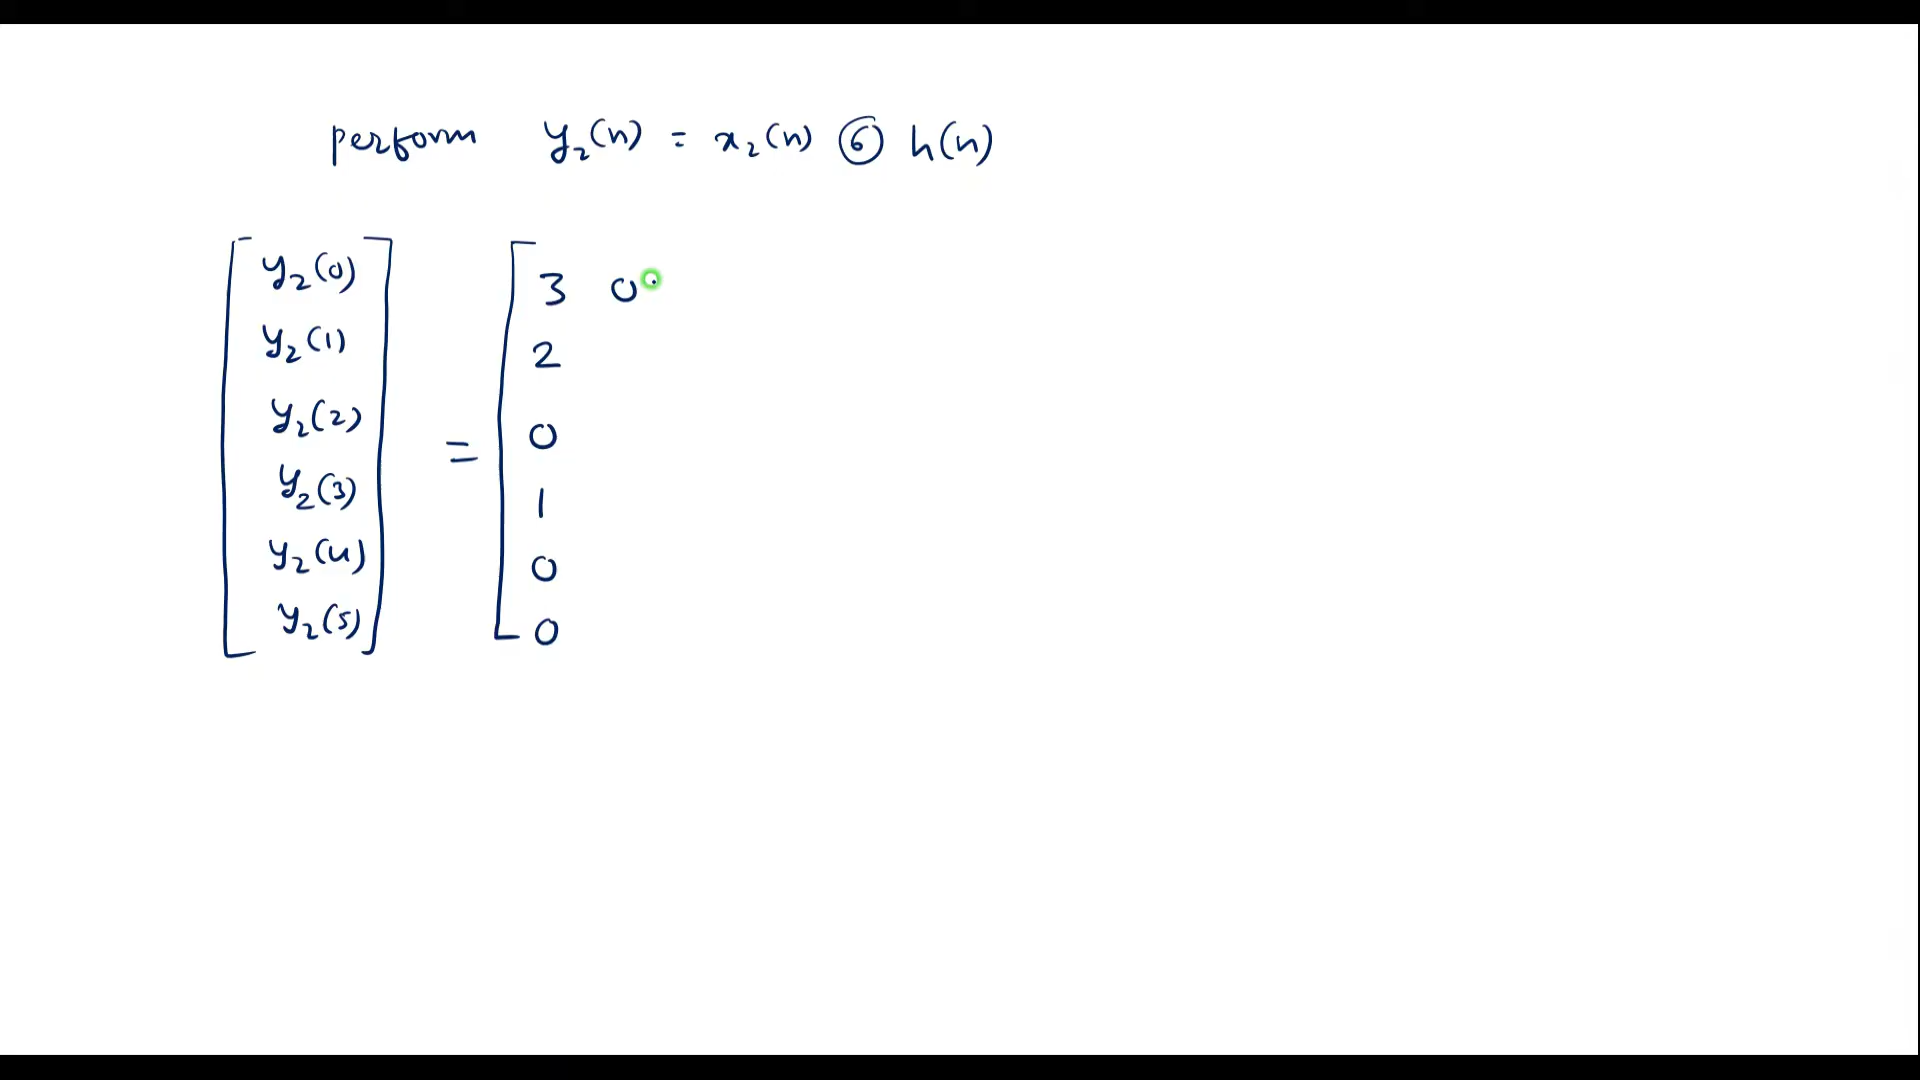 perform y₂(n) = x₂(n) ⑥ h(n)
y₂(0) 3 0
y₂(1) 2
y₂(2) 0
=
y₂(3) 1
y₂(4) 0
y₂(5) 0